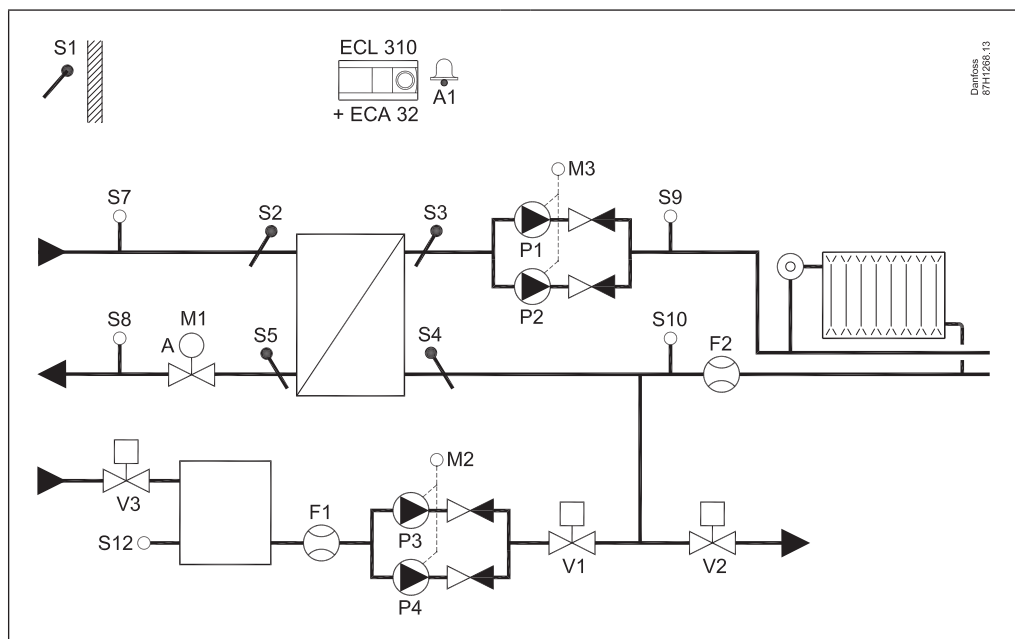 S1
ECL 310
A1
+ ECA 32
Danfoss
87H1268.13
M3
S7
S2
S3
S9
P1
P2
S8
M1
A
S5
S4
S10
F2
M2
V3
F1
P3
S12
V1
V2
P4